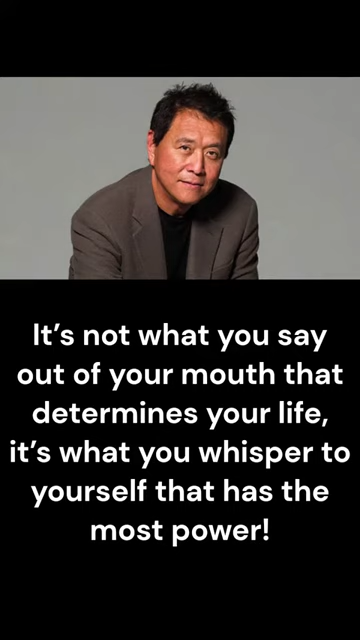 It’s not what you say
out of your mouth that
determines your life,
it’s what you whisper to
yourself that has the
most power!